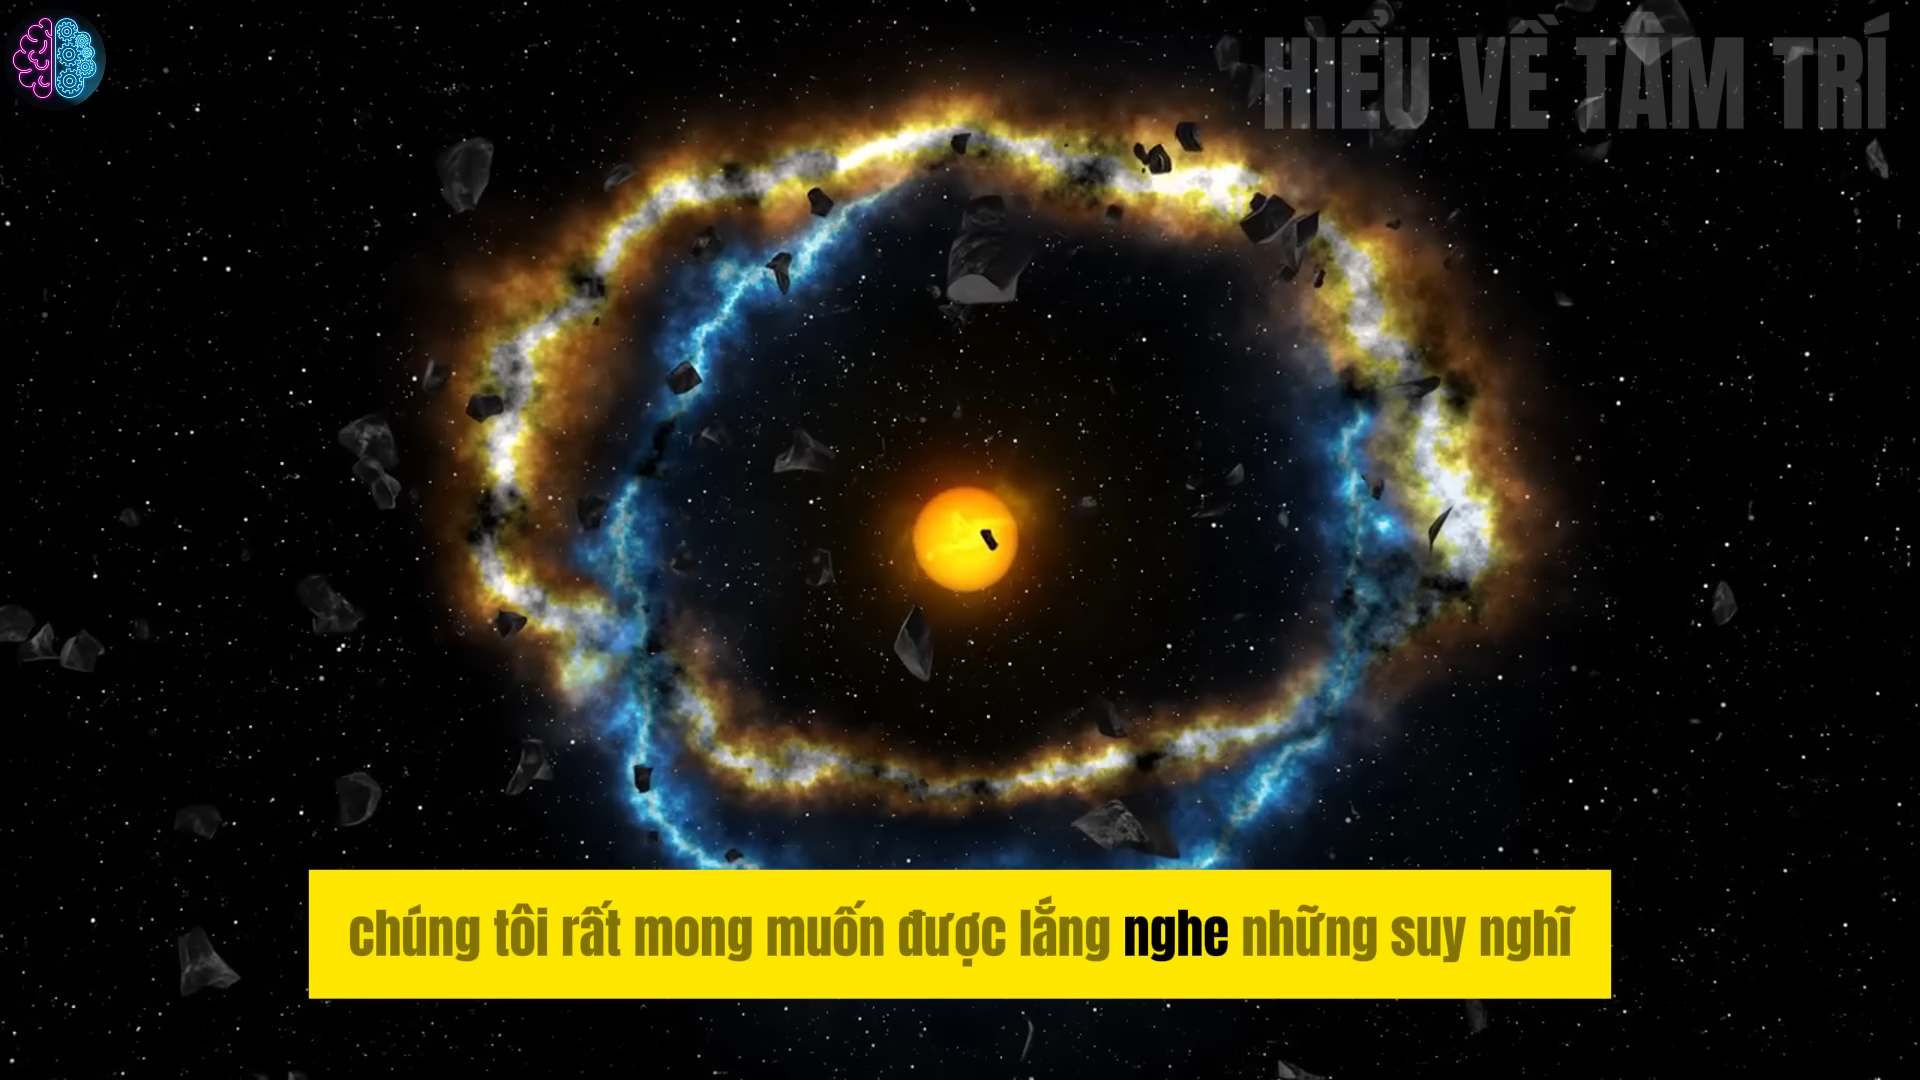 HIỂU VỀ TÂM TRÍ
chúng tôi rất mong muốn được lắng nghe những suy nghĩ